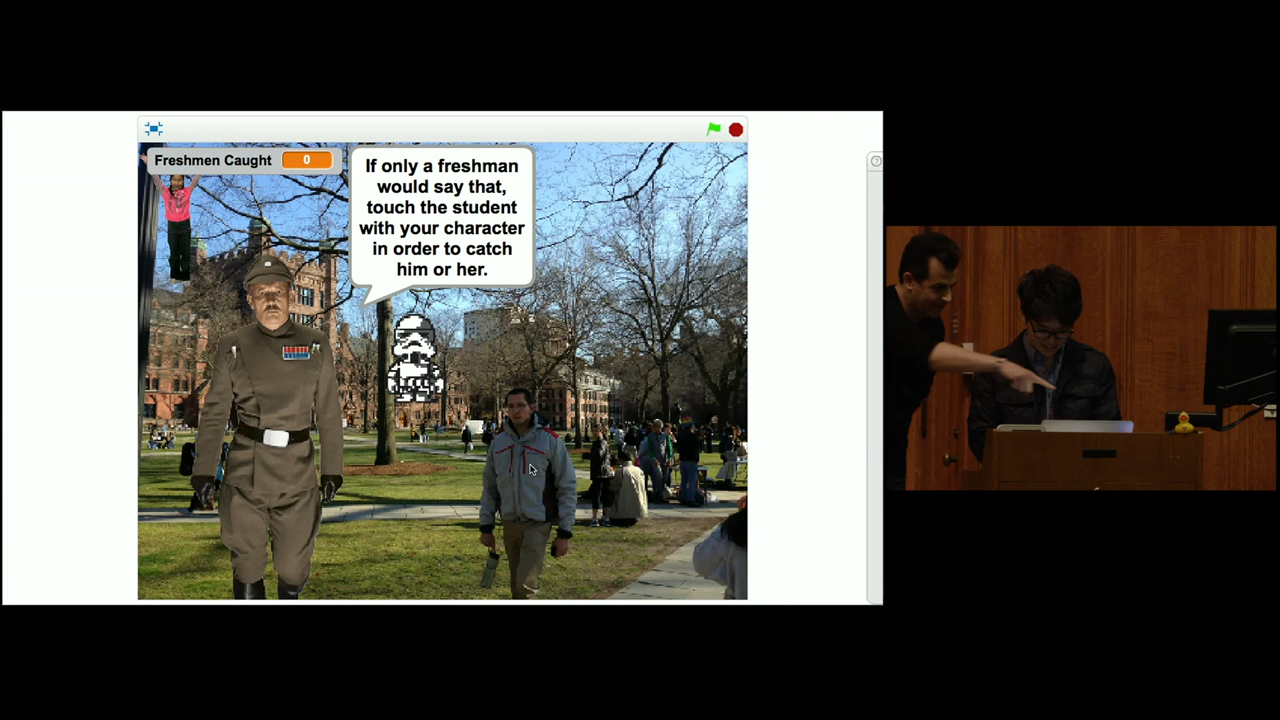 Freshmen Caught 0
If only a freshman
would say that,
touch the student
with your character
in order to catch
him or her.